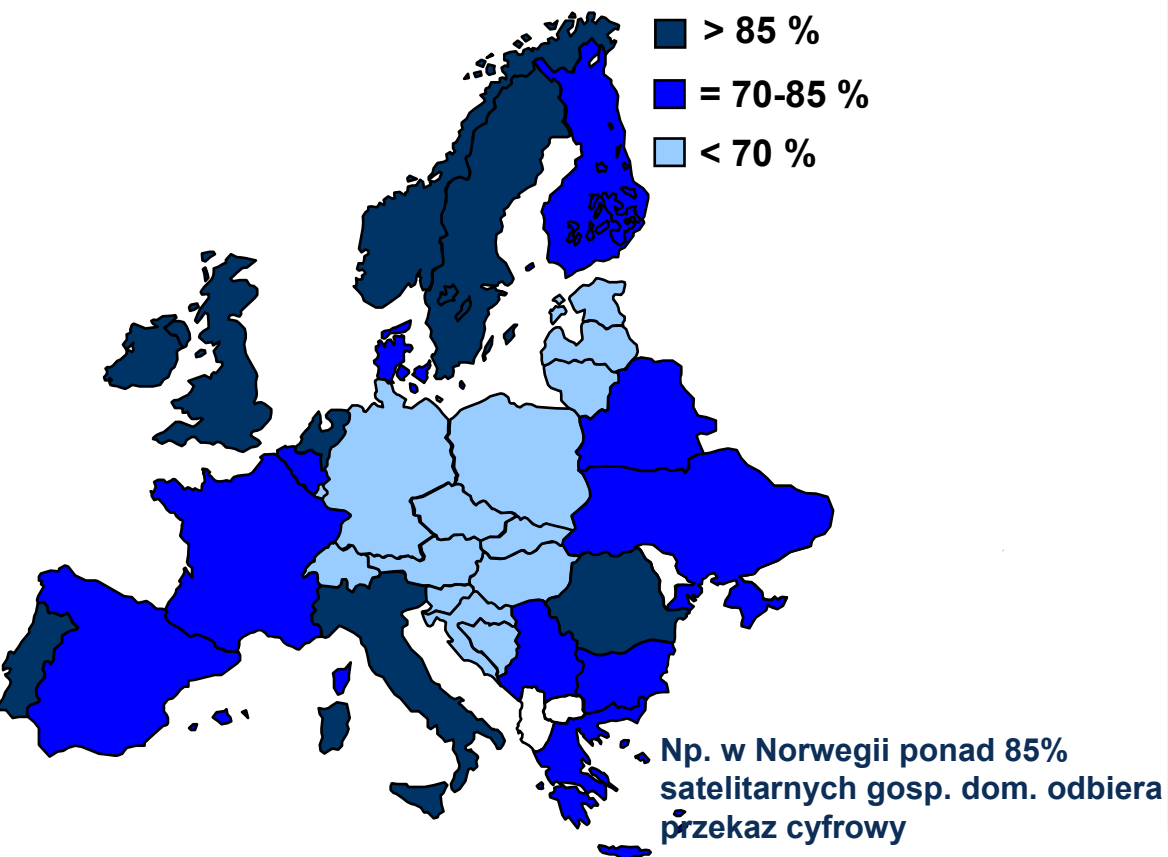 > 85 %
= 70-85 %
< 70 %
Np. w Norwegii ponad 85%
satelitarnych gosp. dom. odbiera
przekaz cyfrowy